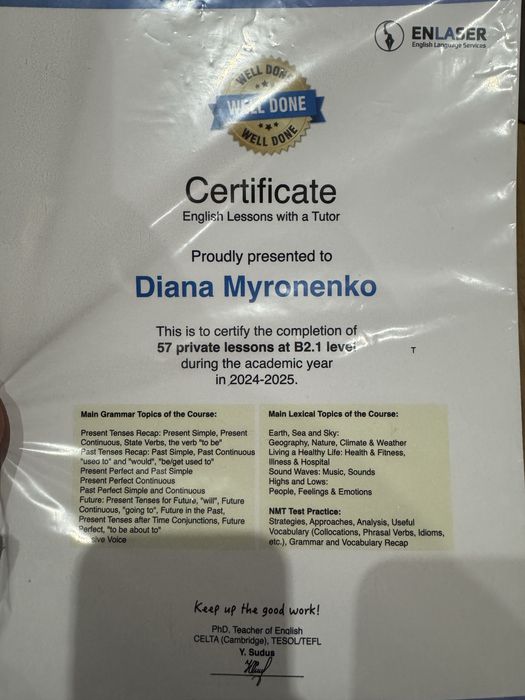 ENLASER
English Language Services
WELL DONE
WELL DONE
WELL DONE
Certificate
English Lessons with a Tutor
Proudly presented to
Diana Myronenko
This is to certify the completion of
57 private lessons at B2.1 level
T
during the academic year
in 2024-2025.
Main Grammar Topics of the Course:
Present Tenses Recap: Present Simple, Present
Continuous, State Verbs, the verb "to be"
Past Tenses Recap: Past Simple, Past Continuous
"used to" and "would", "be/get used to"
Present Perfect and Past Simple
Present Perfect Continuous
Past Perfect Simple and Continuous
Future: Present Tenses for Future, "will", Future
Continuous, "going to", Future in the Past,
Present Tenses after Time Conjunctions, Future
Perfect, "to be about to"
Voice
Main Lexical Topics of the Course:
Earth, Sea and Sky:
Geography, Nature, Climate & Weather
Living a Healthy Life: Health & Fitness,
Illness & Hospital
Sound Waves: Music, Sounds
Highs and Lows:
People, Feelings & Emotions
NMT Test Practice:
Strategies, Approaches, Analysis, Useful
Vocabulary (Collocations, Phrasal Verbs, Idioms,
etc.), Grammar and Vocabulary Recap
Keep up the good work!
PhD, Teacher of English
CELTA (Cambridge), TESOL/TEFL
Y. Sudus